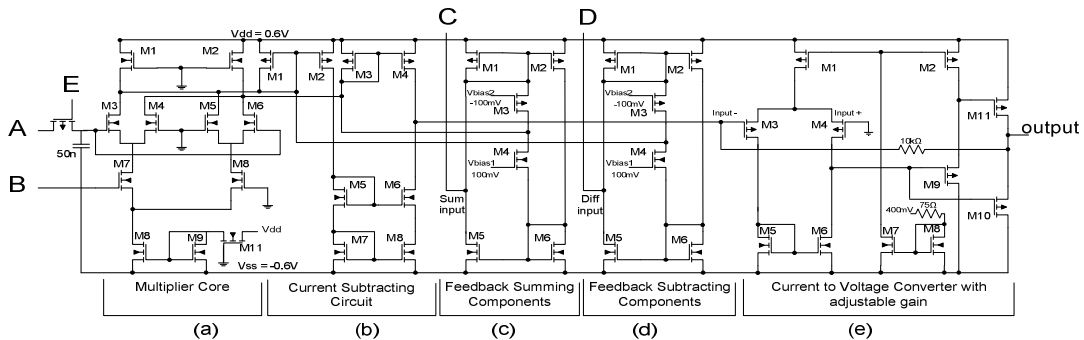 C
D
Vdd = 0.6V
M1
M2
M1
M2
M3
M4
M1
M2
M1
M2
M1
M2
E
Vbias2
-100mV
M3
Vbias2
-100mV
M3
M11
A
M3
M4
M5
M6
Input -
M3
Input +
M4
output
50n
10kΩ
M7
M8
M4
Vbias1
100mV
M4
Vbias1
100mV
M9
B
M5
M6
Sum
input
Diff
input
75Ω
400mV
M10
M8
M9
Vdd
M11
M7
M8
M5
M6
M5
M6
M5
M6
M7
M8
Vss = -0.6V
Multiplier Core
Current Subtracting
Circuit
Feedback Summing
Components
Feedback Subtracting
Components
Current to Voltage Converter with
adjustable gain
(a)
(b)
(c)
(d)
(e)